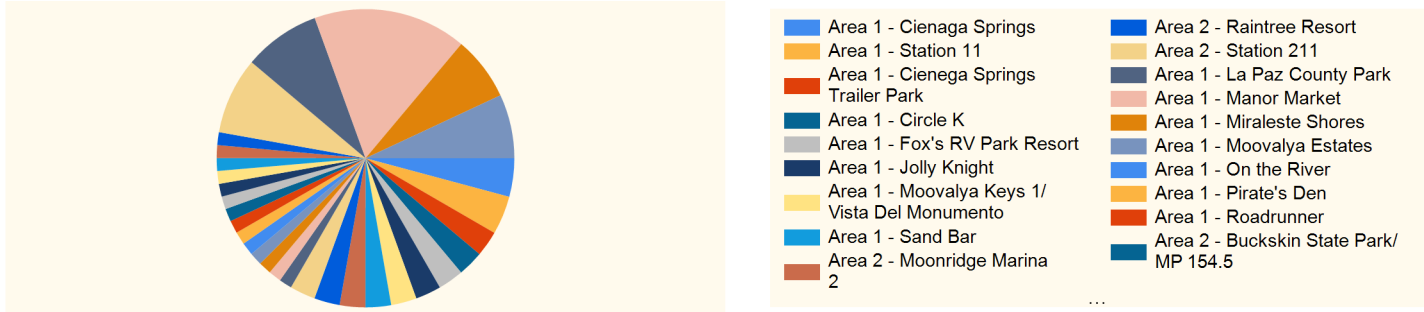 Area 1 - Cienaga Springs
Area 1 - Station 11
Area 1 - Cienega Springs
Trailer Park
Area 1 - Circle K
Area 1 - Fox's RV Park Resort
Area 1 - Jolly Knight
Area 1 - Moovalya Keys 1/
Vista Del Monumento
Area 1 - Sand Bar
Area 2 - Moonridge Marina
2
Area 2 - Raintree Resort
Area 2 - Station 211
Area 1 - La Paz County Park
Area 1 - Manor Market
Area 1 - Miraleste Shores
Area 1 - Moovalya Estates
Area 1 - On the River
Area 1 - Pirate's Den
Area 1 - Roadrunner
Area 2 - Buckskin State Park/
MP 154.5
...